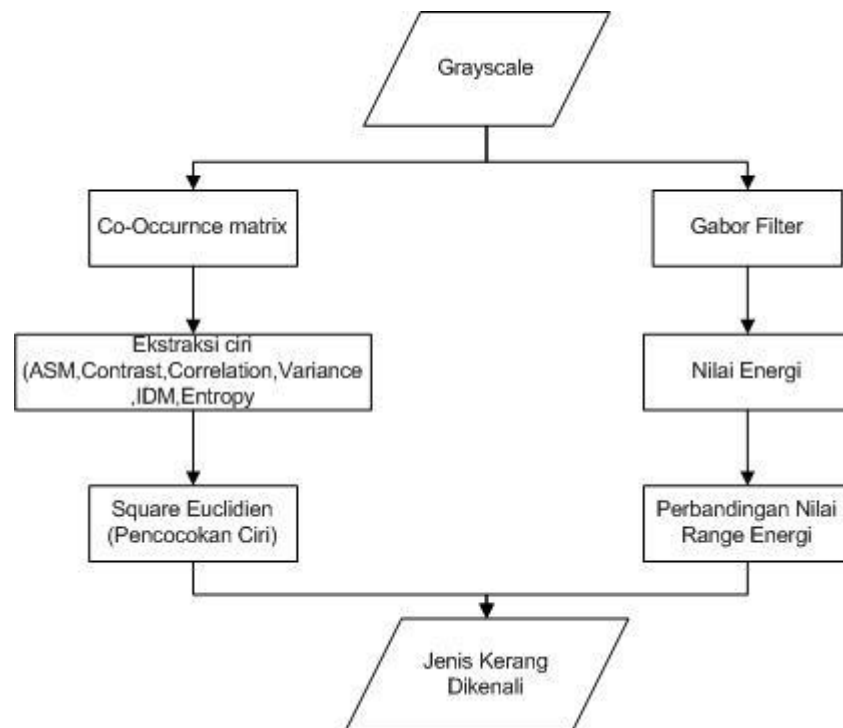 Grayscale
Co-Occurnce matrix
Gabor Filter
Ekstraksi ciri
(ASM,Contrast,Correlation,Variance
,IDM,Entropy
Nilai Energi
Square Euclidien
(Pencocokan Ciri)
Perbandingan Nilai
Range Energi
Jenis Kerang
Dikenali